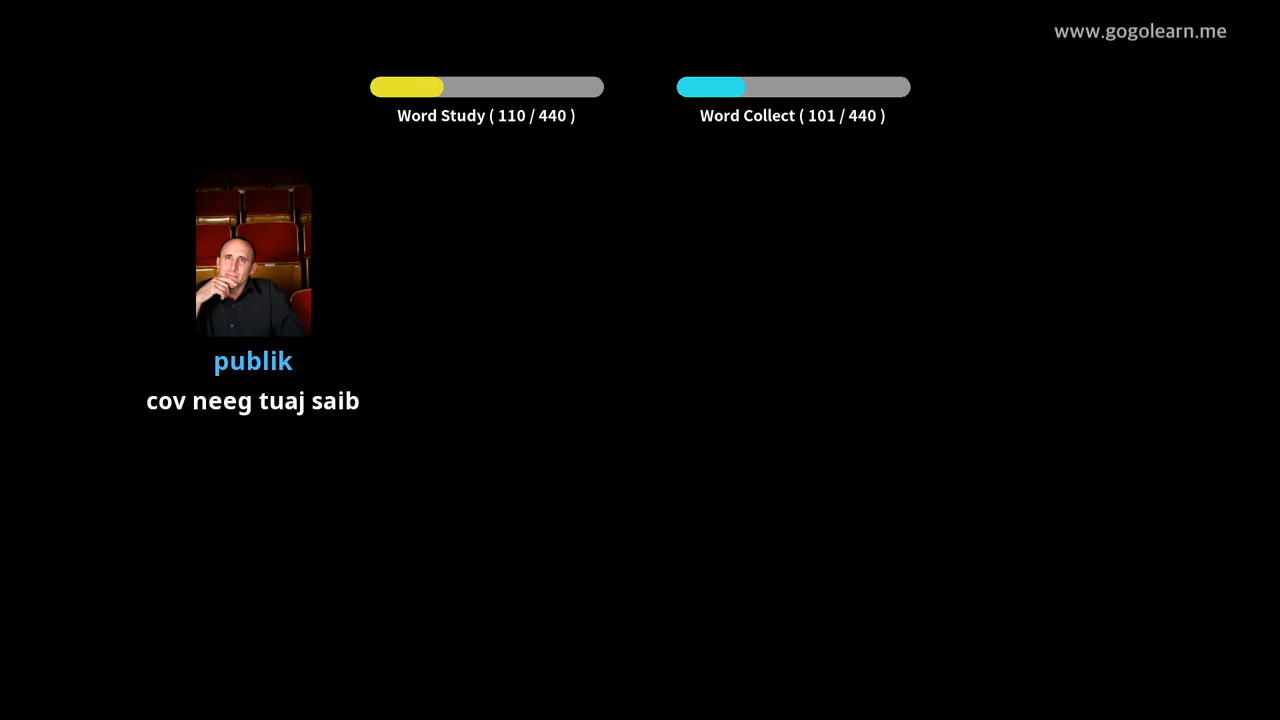 www.gogolearn.me
Word Study ( 110 / 440 )
Word Collect ( 101 / 440 )
publik
cov neeg tuaj saib